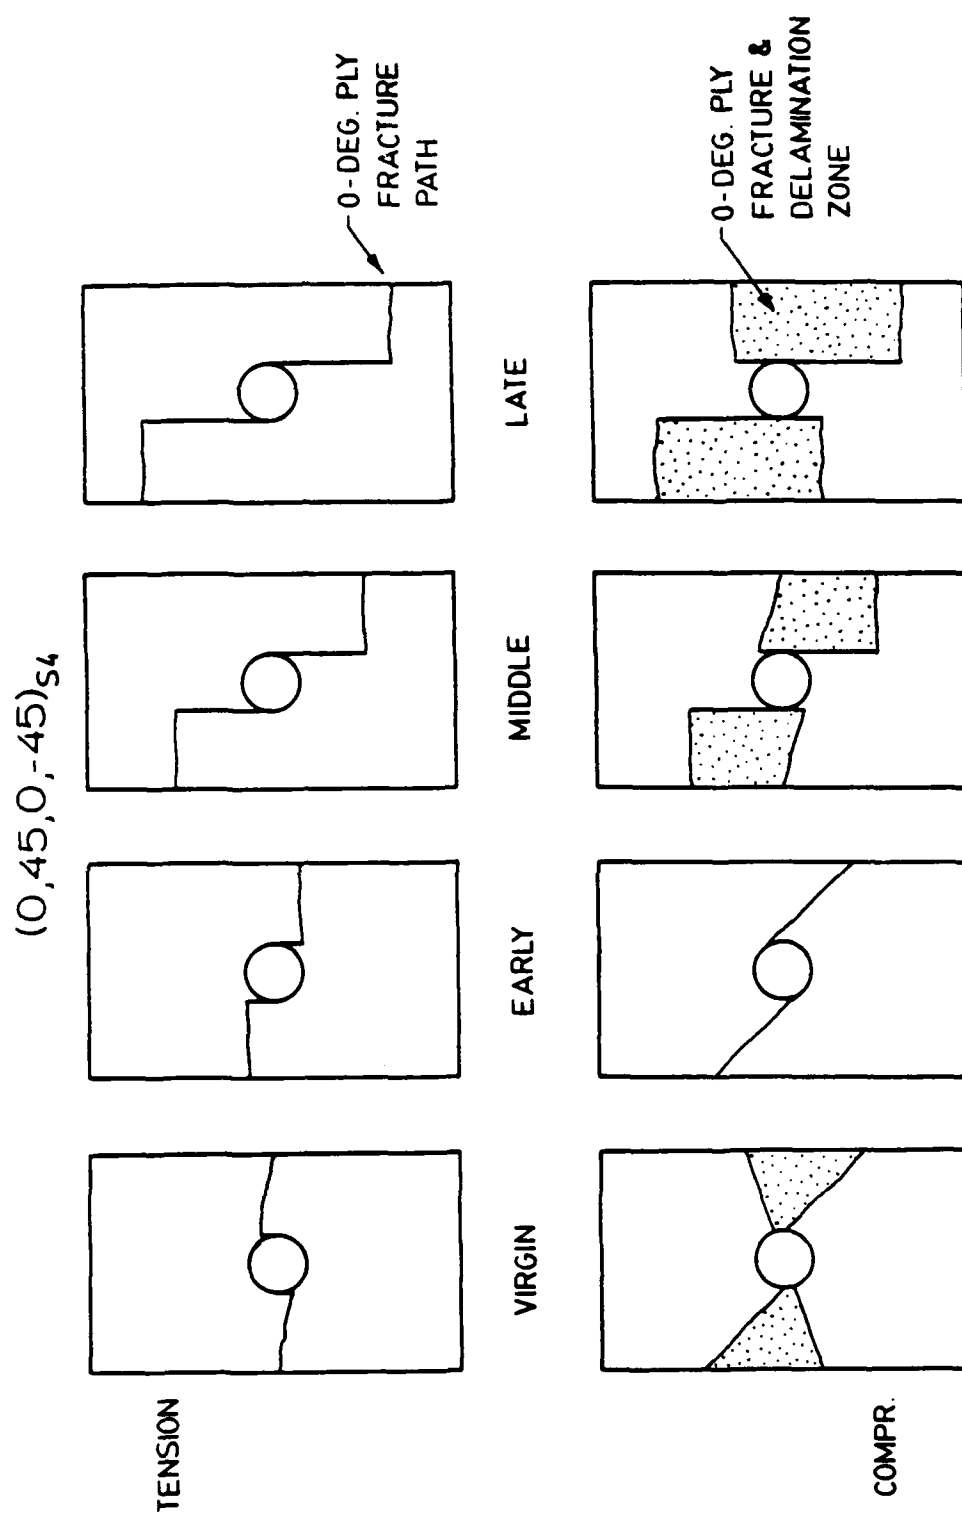 (0,45,0,-45)S4
TENSION
0-DEG. PLY
FRACTURE
PATH
VIRGIN
EARLY
MIDDLE
LATE
COMPR.
0-DEG. PLY
FRACTURE &
DELAMINATION
ZONE